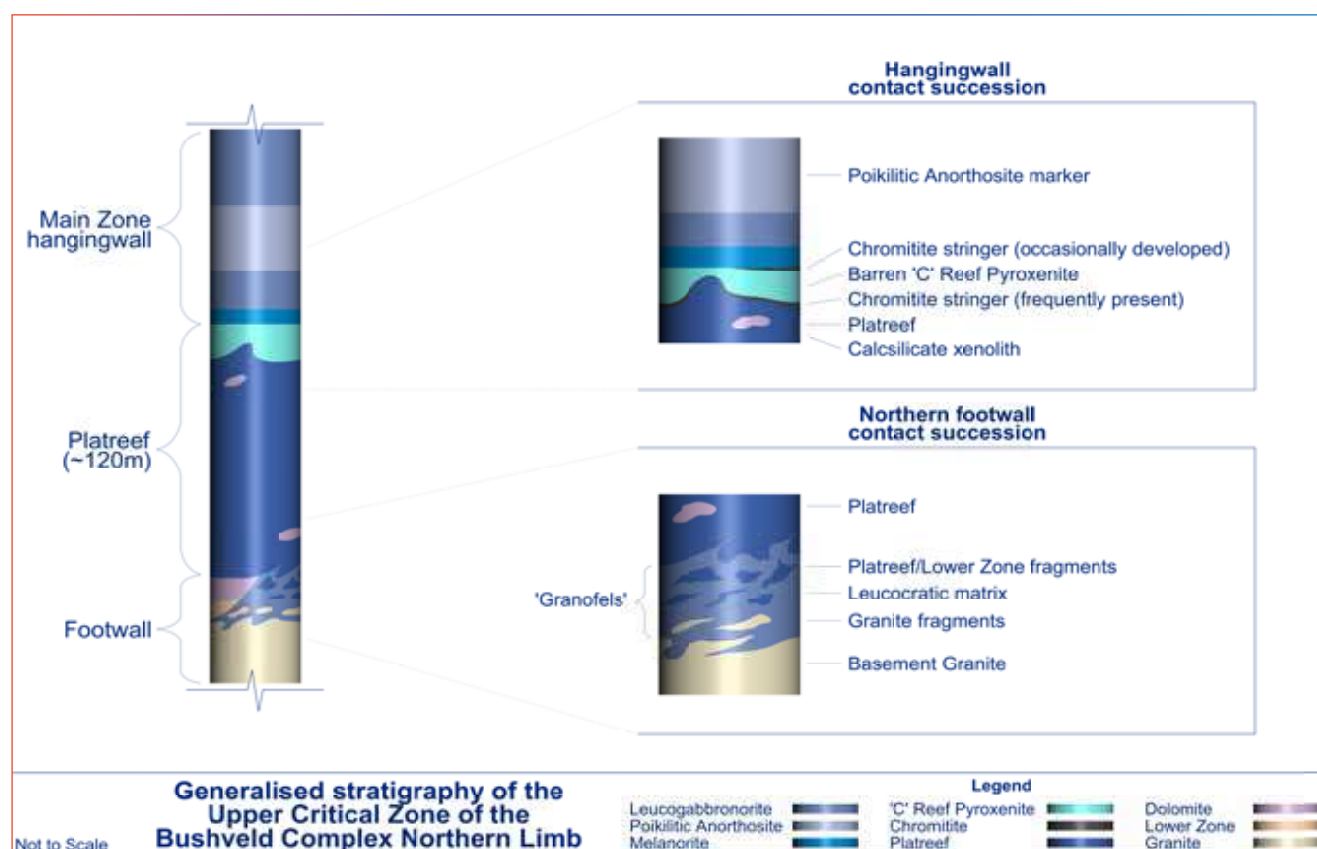 Hangingwall
contact succession
Main Zone
hangingwall
Platreef
(~120m)
Footwall
Poikilitic Anorthosite marker
Chromitite stringer (occasionally developed)
Barren 'C' Reef Pyroxenite
Chromitite stringer (frequently present)
Platreef
Calcsilicate xenolith
Northern footwall
contact succession
Platreef
Platreef/Lower Zone fragments
Leucocratic matrix
'Granofels'
Granite fragments
Basement Granite
Not to Scale
Generalised stratigraphy of the
Upper Critical Zone of the
Bushveld Complex Northern Limb
Legend
Leucogabbronorite
Poikilitic Anorthosite
Melanorite
'C' Reef Pyroxenite
Chromitite
Platreef
Dolomite
Lower Zone
Granite